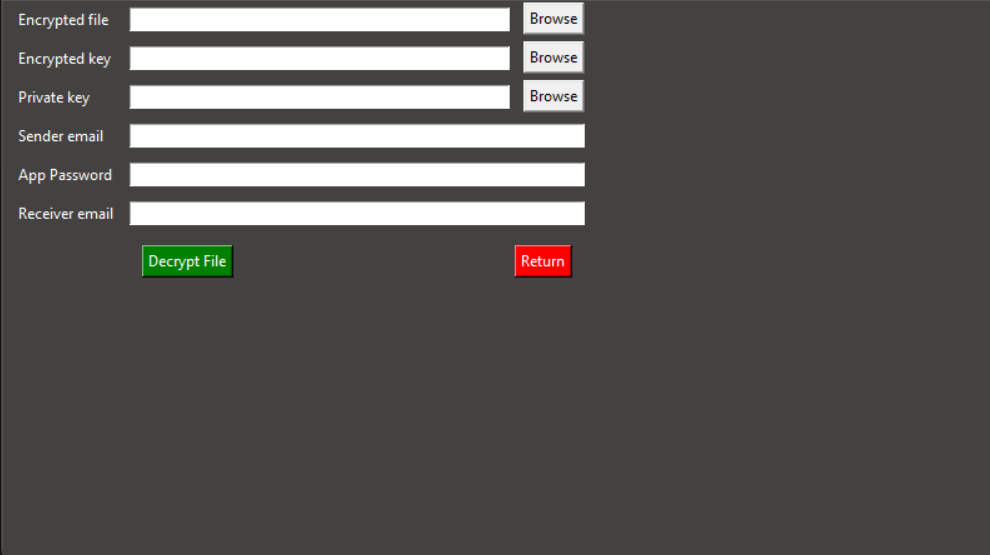 Encrypted file Browse
Encrypted key Browse
Private key Browse
Sender email
App Password
Receiver email
Decrypt File Return